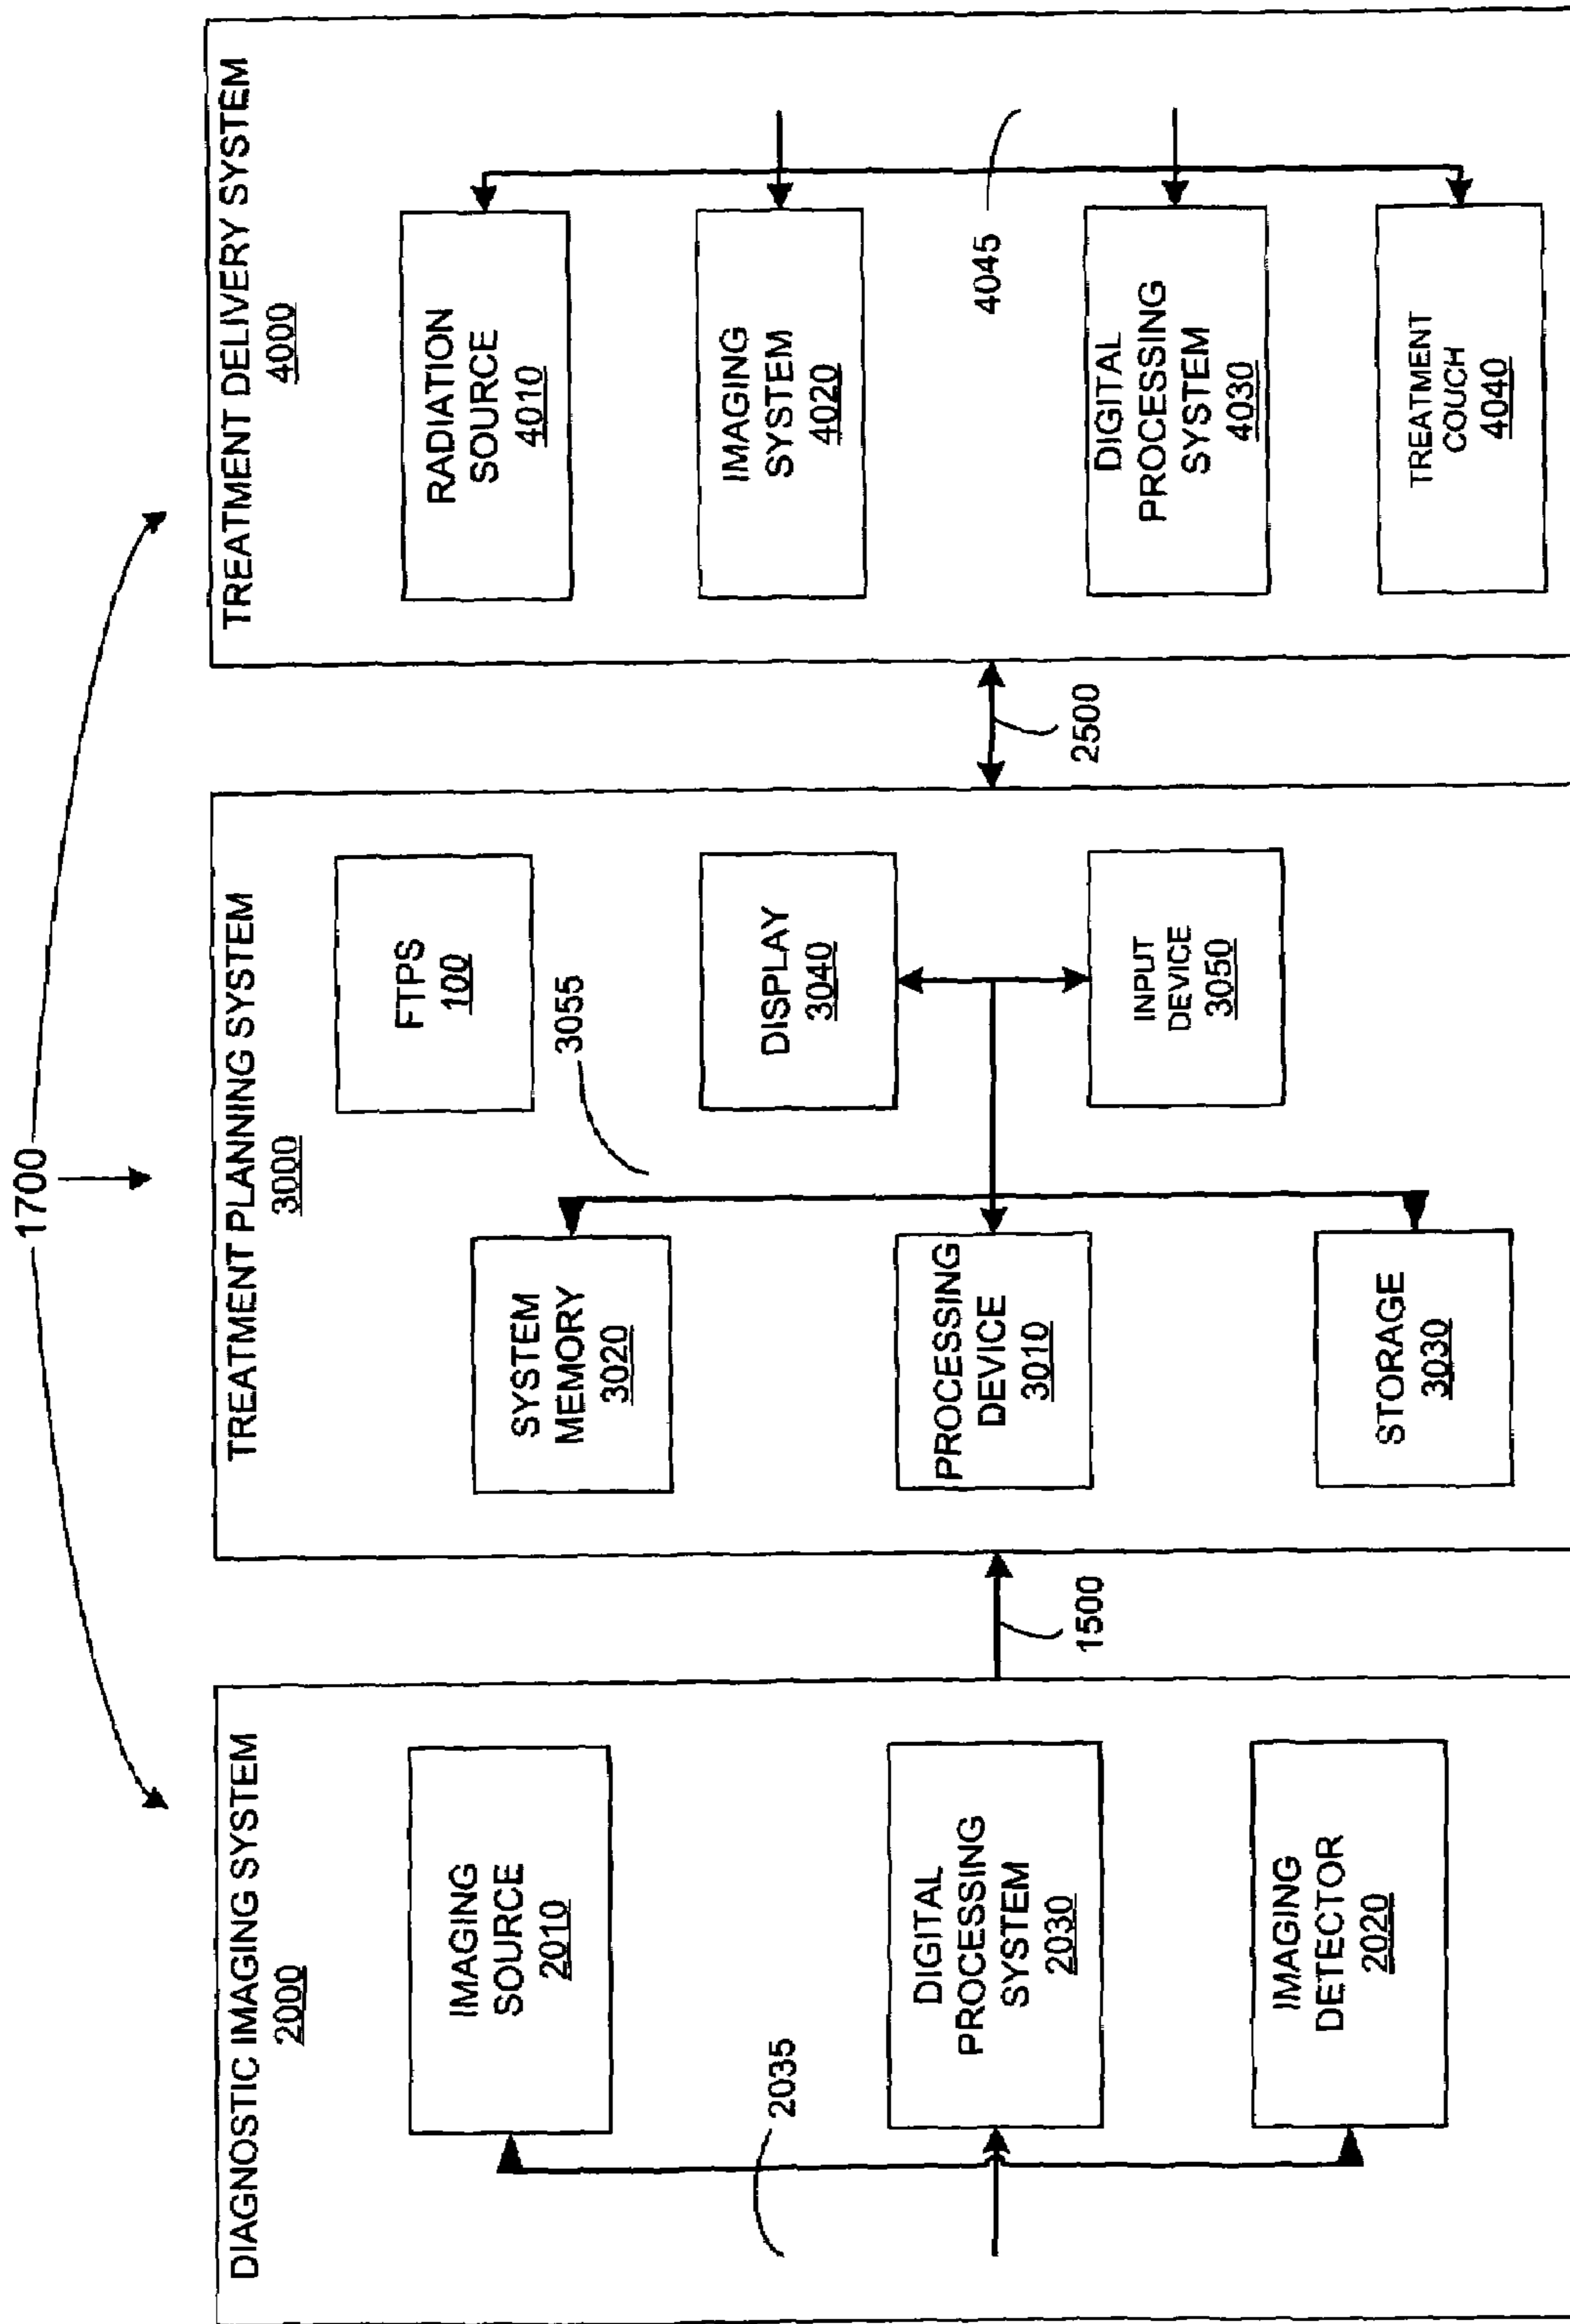 1700
DIAGNOSTIC IMAGING SYSTEM
2000
IMAGING
SOURCE
2010
2035
DIGITAL
PROCESSING
SYSTEM
2030
IMAGING
DETECTOR
2020
1500
TREATMENT PLANNING SYSTEM
3000
SYSTEM
MEMORY
3020
FTPS
100
3055
PROCESSING
DEVICE
3010
DISPLAY
3040
STORAGE
3030
INPUT
DEVICE
3050
2500
TREATMENT DELIVERY SYSTEM
4000
RADIATION
SOURCE
4010
IMAGING
SYSTEM
4020
4045
DIGITAL
PROCESSING
SYSTEM
4030
TREATMENT
COUCH
4040